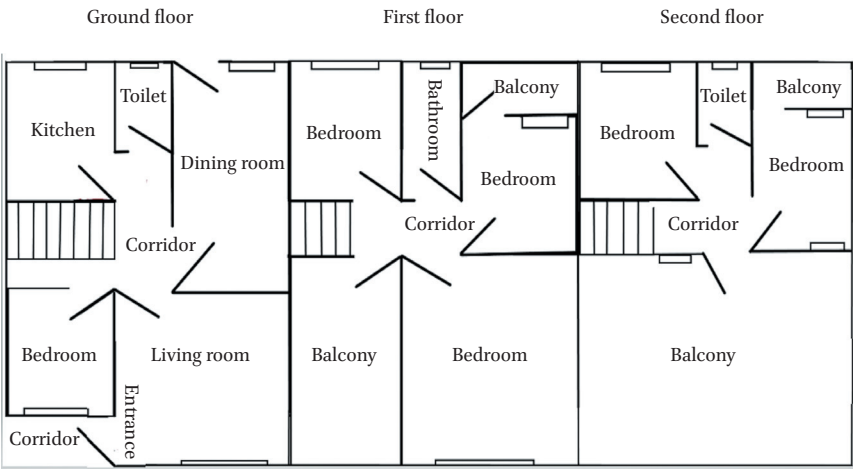 Ground floor
First floor
Second floor
Kitchen
Toilet
Dining room
Corridor
Bedroom
Living room
Entrance
Corridor
Bedroom
Bathroom
Balcony
Bedroom
Corridor
Balcony
Bedroom
Bedroom
Toilet
Balcony
Bedroom
Corridor
Balcony